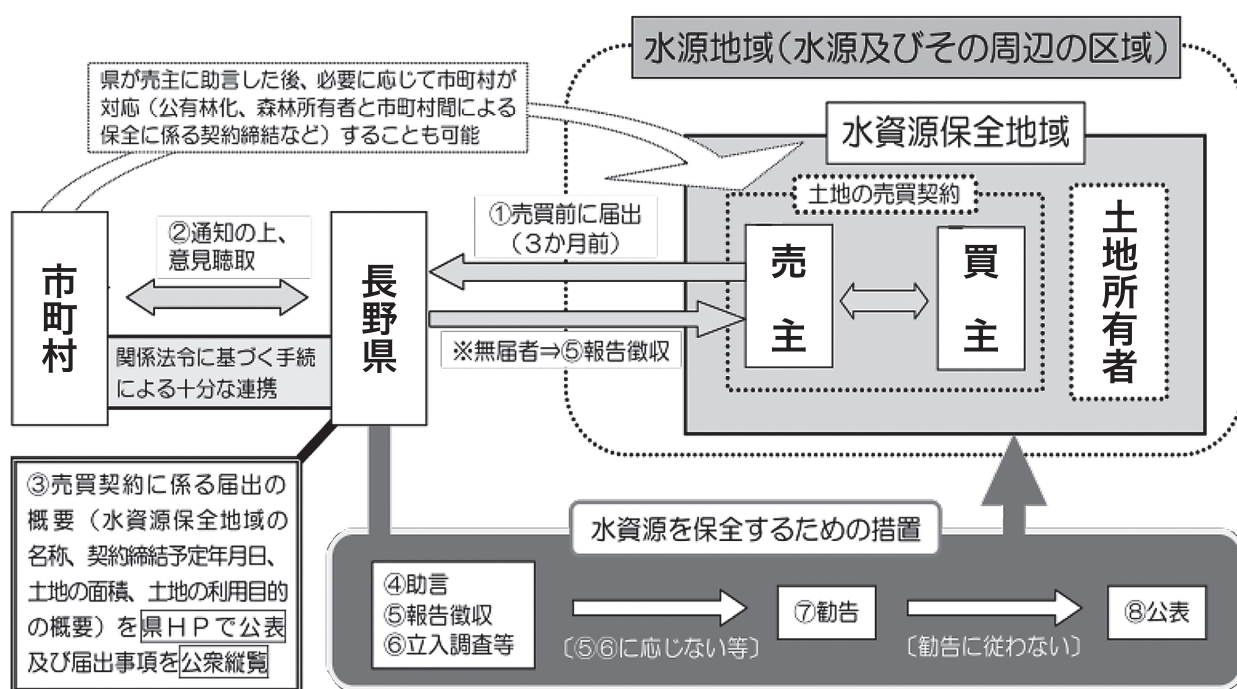 水源地域（水源及びその周辺の区域）
県が売主に助言した後、必要に応じて市町村が
対応（公有林化、森林所有者と市町村間による
保全に係る契約締結など）することも可能
水資源保全地域
土地の売買契約
①売買前に届出
（３か月前）
②通知の上、
意見聴取
市町村
長野県
売主
買主
土地所有者
※無届者⇒⑤報告徴収
関係法令に基づく手続
による十分な連携
③売買契約に係る届出の
概要（水資源保全地域の
名称、契約締結予定年月日、
土地の面積、土地の利用目的
の概要）を県ＨＰで公表
及び届出事項を公衆縦覧
水資源を保全するための措置
④助言
⑤報告徴収
⑥立入調査等
〔⑤⑥に応じない等〕
⑦勧告
〔勧告に従わない〕
⑧公表